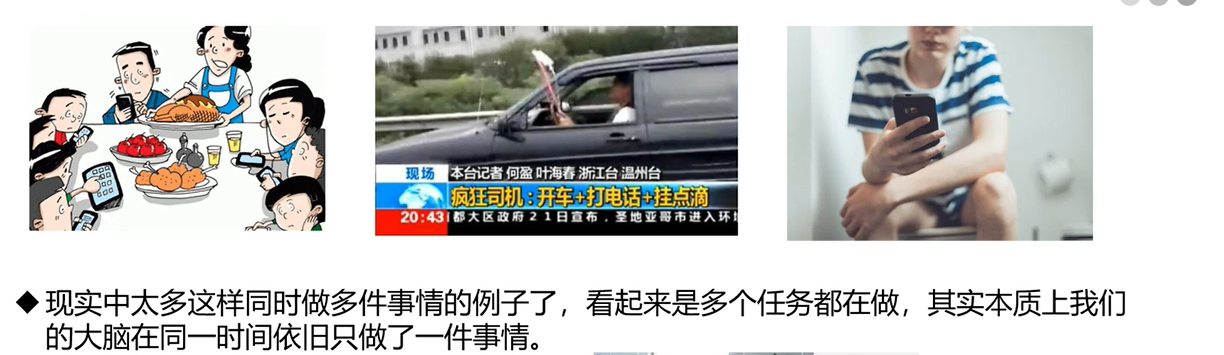 现场
本台记者 何盈 叶海春 浙江台 温州台
疯狂司机：开车+打电话+挂点滴
20:43
都大区政府21日宣布，圣地亚哥市进入环
◆现实中太多这样同时做多件事情的例子了，看起来是多个任务都在做，其实本质上我们
的大脑在同一时间依旧只做了一件事情。